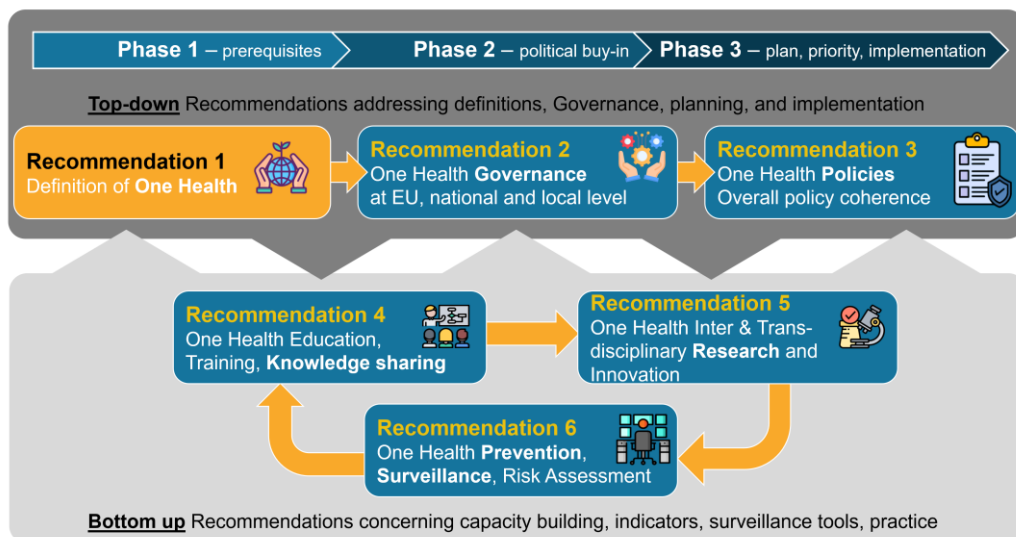 Phase 1 – prerequisites
Phase 2 – political buy-in
Phase 3 – plan, priority, implementation
Top-down Recommendations addressing definitions, Governance, planning, and implementation
Recommendation 1
Definition of One Health
Recommendation 2
One Health Governance
at EU, national and local level
Recommendation 3
One Health Policies
Overall policy coherence
Recommendation 4
One Health Education,
Training, Knowledge sharing
Recommendation 5
One Health Inter & Trans-
disciplinary Research and
Innovation
Recommendation 6
One Health Prevention,
Surveillance, Risk Assessment
Bottom up Recommendations concerning capacity building, indicators, surveillance tools, practice